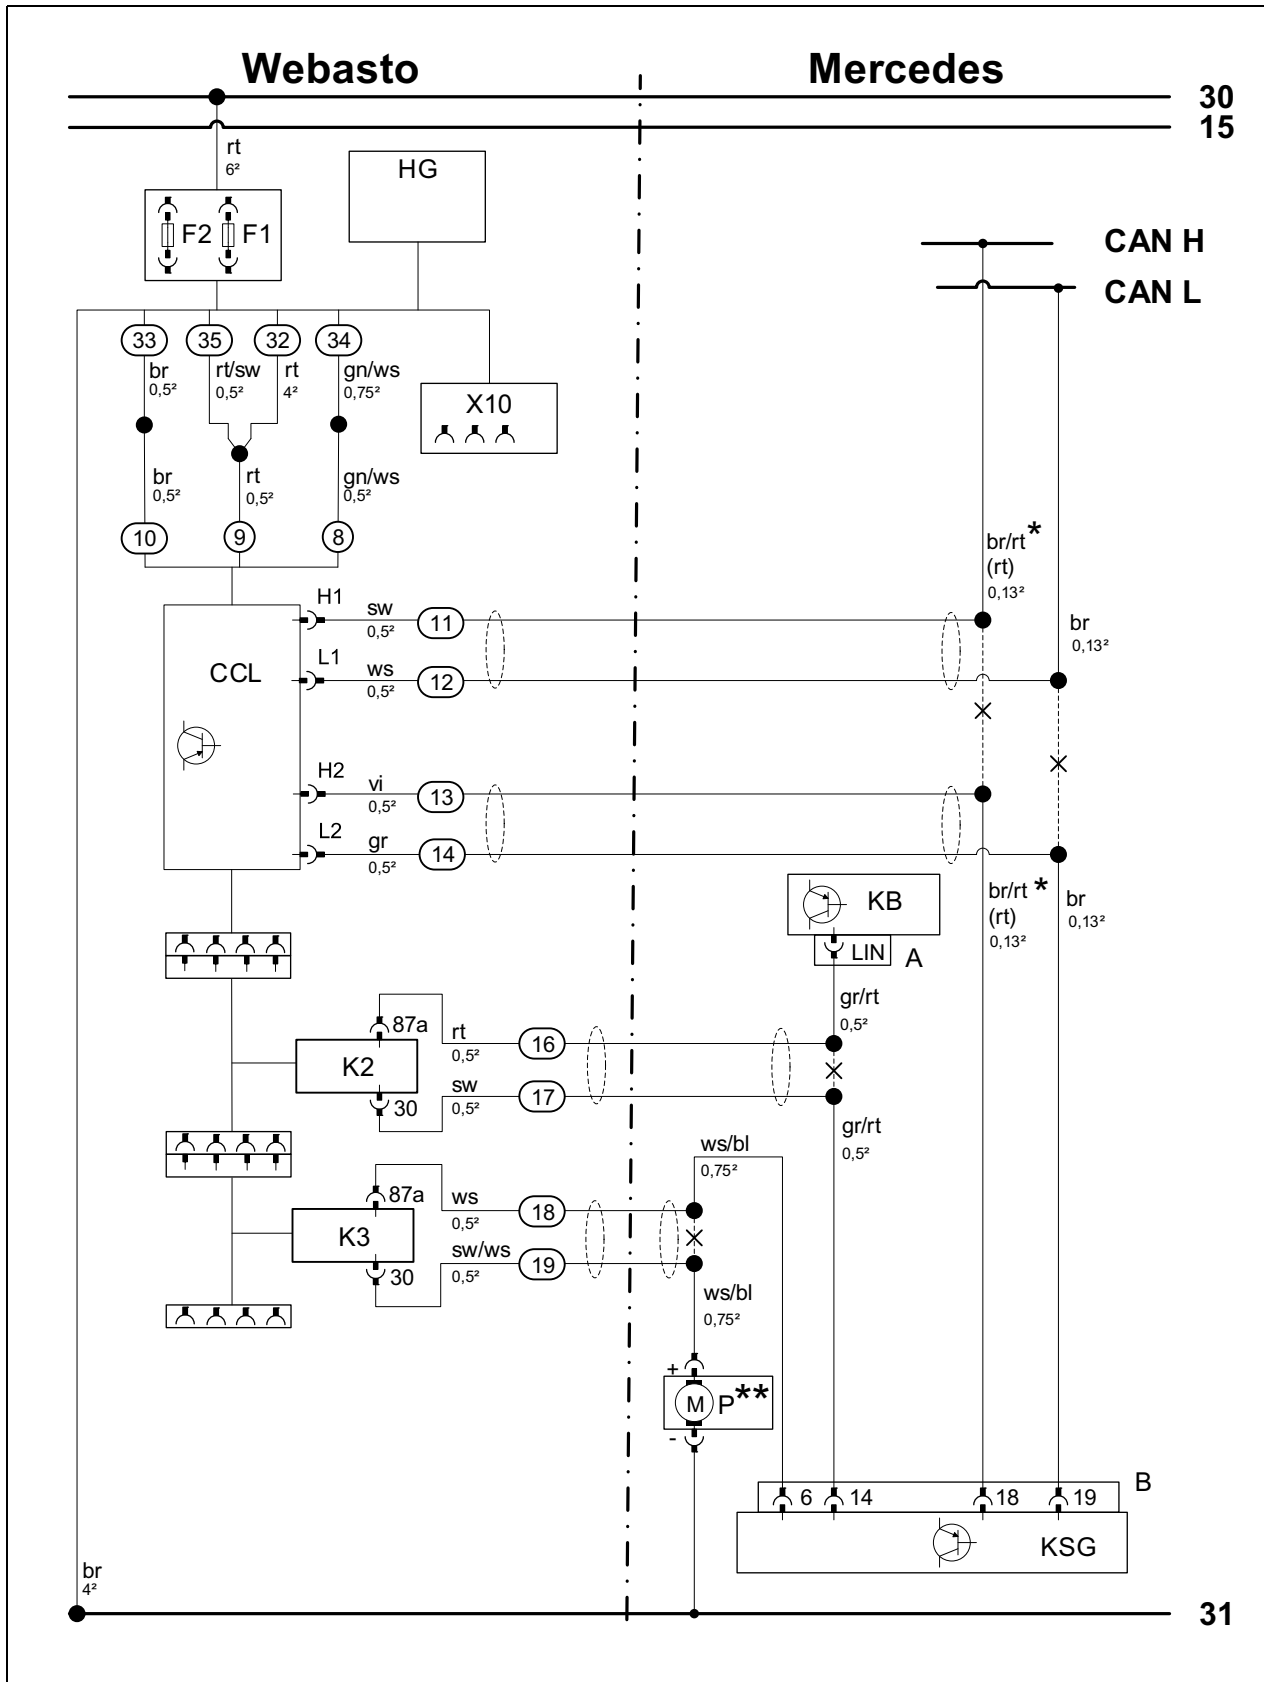 Webasto
Mercedes
30
15
rt
6²
HG
F2
F1
CAN H
CAN L
33
35
32
34
br
0,5²
rt/sw
0,5²
rt
4²
gn/ws
0,75²
X10
br
0,5²
rt
0,5²
gn/ws
0,5²
10
9
8
br/rt*
(rt)
0,13²
H1
sw
0,5²
11
br
0,13²
CCL
L1
ws
0,5²
12
H2
vi
0,5²
13
L2
gr
0,5²
14
KB
br/rt*
(rt)
0,13²
br
0,13²
LIN
A
gr/rt
0,5²
87a
rt
0,5²
16
K2
sw
0,5²
17
30
gr/rt
0,5²
ws/bl
0,75²
87a
ws
0,5²
18
K3
sw/ws
0,5²
19
30
ws/bl
0,75²
+
M
P**
-
B
6
14
18
19
KSG
br
4²
31